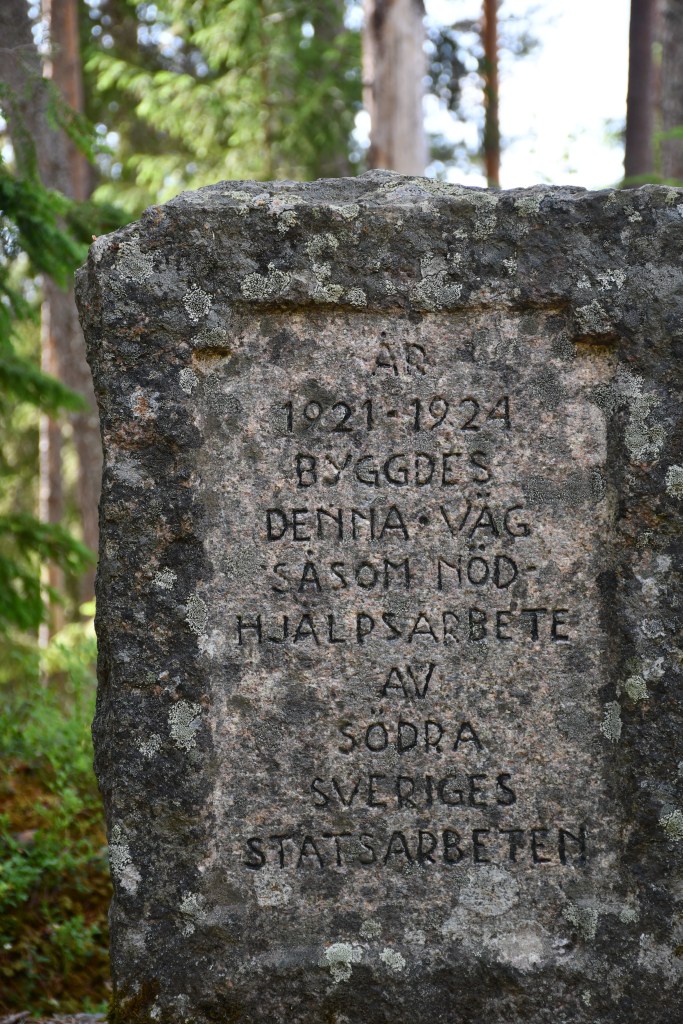 ÅR
1921-1924
BYGGDES
DENNA·VÄG
SÅSOM NÖD-
HJÄLPSARBETE
AV
SÖDRA
SVERIGES
STATSARBETEN